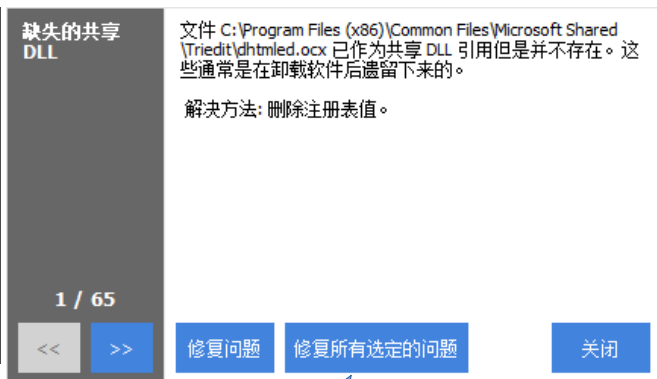 缺失的共享
DLL
文件 C:\Program Files (x86)\Common Files\Microsoft Shared
\Triedit\dhtmled.ocx 已作为共享 DLL 引用但是并不存在。这
些通常是在卸载软件后遗留下来的。
解决方法: 删除注册表值。
1 / 65
<< >> 修复问题 修复所有选定的问题 关闭